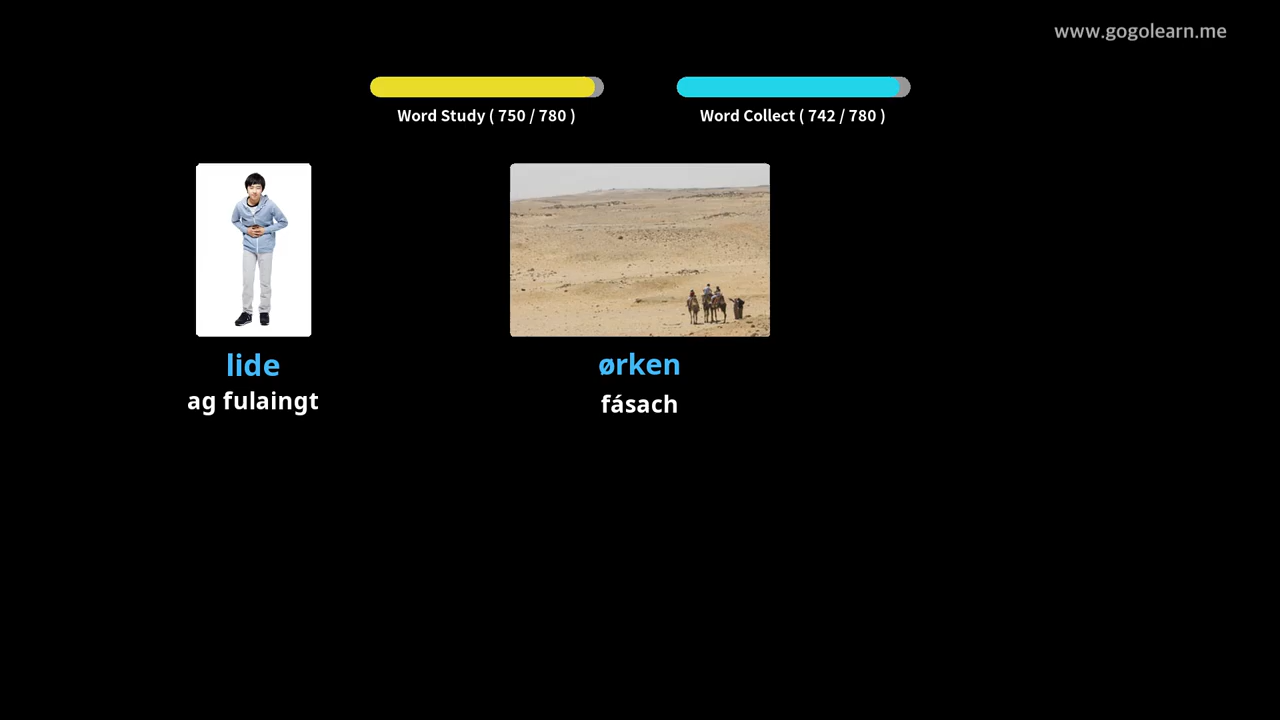 www.gogolearn.me
Word Study ( 750 / 780 )
Word Collect ( 742 / 780 )
lide
ag fulaingt
ørken
fásach